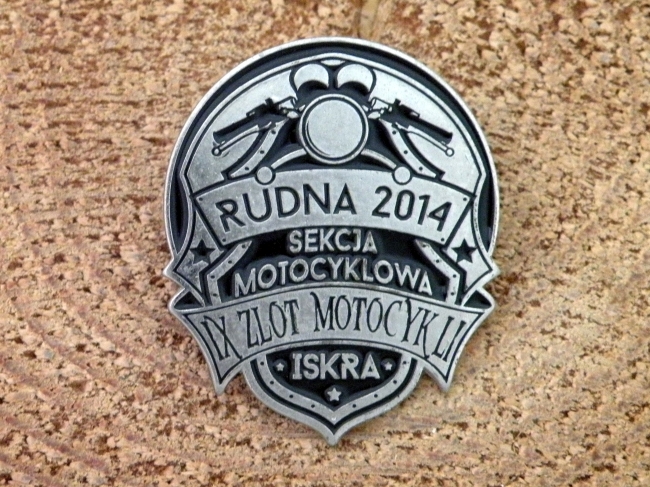 RUDNA 2014
SEKCJA
MOTOCYKLOWA
IX ZLOT MOTOCYKLI
ISKRA